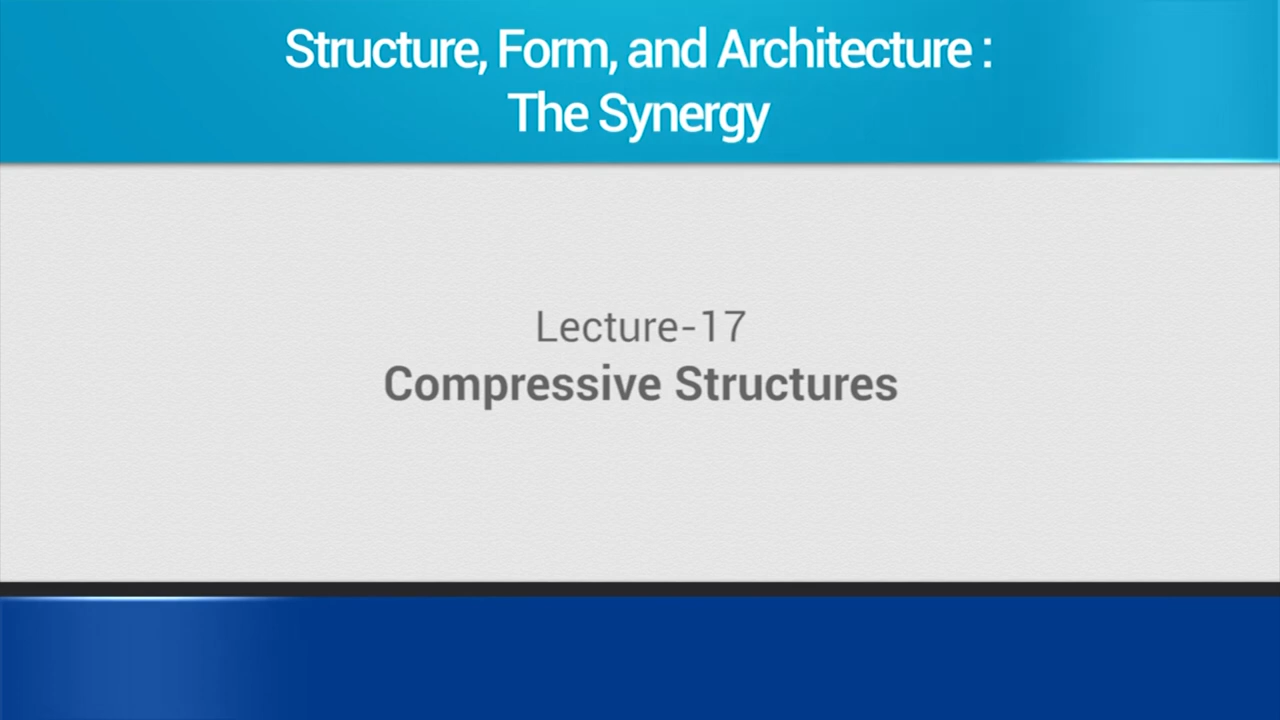 Structure, Form, and Architecture :
The Synergy
Lecture-17
Compressive Structures